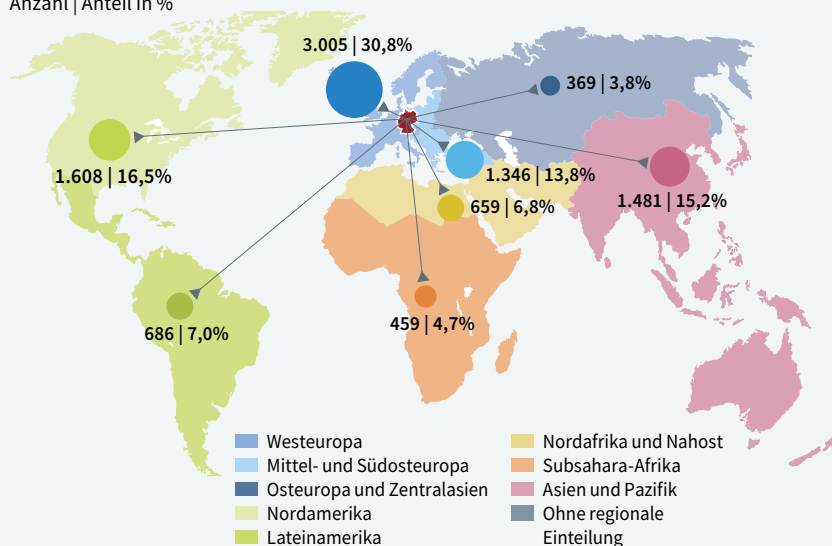 Anzahl | Anteil in %
3.005 | 30,8%
369 | 3,8%
1.608 | 16,5%
1.346 | 13,8%
659 | 6,8%
1.481 | 15,2%
686 | 7,0%
459 | 4,7%
Westeuropa
Mittel- und Südosteuropa
Osteuropa und Zentralasien
Nordamerika
Lateinamerika
Nordafrika und Nahost
Subsahara-Afrika
Asien und Pazifik
Ohne regionale
Einteilung